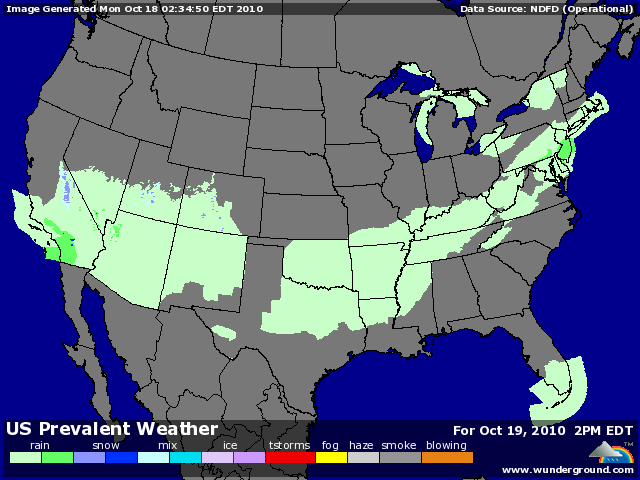 Image Generated Mon Oct 18 02:34:50 EDT 2010 Data Source: NDFD (Operational)
US Prevalent Weather For Oct 19, 2010 2PM EDT
rain snow mix ice tstorms fog haze smoke blowing
TM
www.wunderground.com